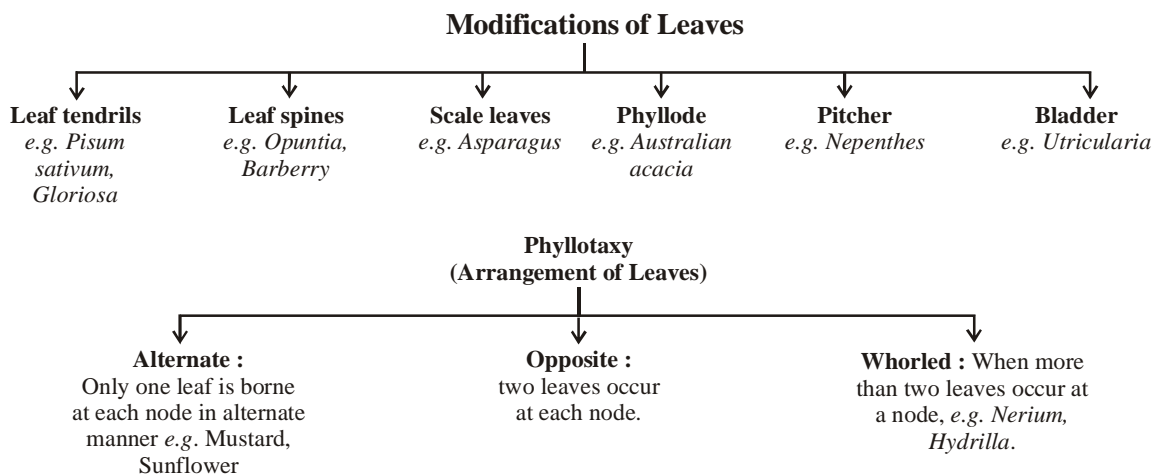 Modifications of Leaves
Leaf tendrils
e.g. Pisum
sativum,
Gloriosa
Leaf spines
e.g. Opuntia,
Barberry
Scale leaves
e.g. Asparagus
Phyllode
e.g. Australian
acacia
Pitcher
e.g. Nepenthes
Bladder
e.g. Utricularia
Phyllotaxy
(Arrangement of Leaves)
Alternate :
Only one leaf is borne
at each node in alternate
manner e.g. Mustard,
Sunflower
Opposite :
two leaves occur
at each node.
Whorled : When more
than two leaves occur at
a node, e.g. Nerium,
Hydrilla.